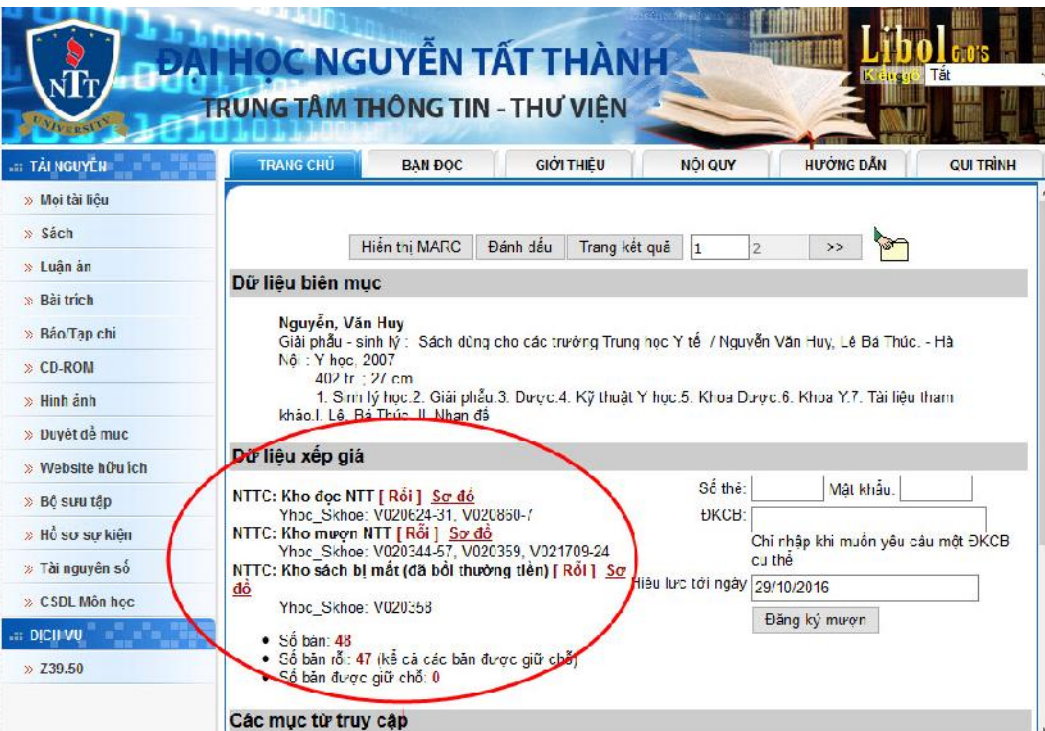 ĐẠI HỌC NGUYỄN TẤT THÀNH
TRUNG TÂM THÔNG TIN - THƯ VIỆN
NTT
UNIVERSITY
Libol 6.0is
Kiểu gõ Tắt
TÀI NGUYÊN
» Mọi tài liệu
» Sách
» Luận án
» Bài trích
» Báo/Tạp chí
» CD-ROM
» Hình ảnh
» Duyệt đề mục
» Website hữu ích
» Bộ sưu tập
» Hồ sơ sự kiện
» Tài nguyên số
» CSDL Môn học
DỊCH VỤ
» Z39.50
TRANG CHỦ BẠN ĐỌC GIỚI THIỆU NỘI QUY HƯỚNG DẪN QUI TRÌNH
Hiển thị MARC Đánh dấu Trang kết quả 1 2 >>
Dữ liệu biên mục
Nguyễn, Văn Huy
Giải phẫu - sinh lý : Sách dùng cho các trường Trung học Y tế / Nguyễn Văn Huy, Lê Bá Thúc. - Hà
Nội : Y học, 2007
402 tr. ; 27 cm
1. Sinh lý học.2. Giải phẫu.3. Dược.4. Kỹ thuật Y học.5. Khoa Dược.6. Khoa Y.7. Tài liệu tham
khảo.I. Lê, Bá Thúc. II. Nhan đề
Dữ liệu xếp giá
NTTC: Kho đọc NTT [ Rỗi ] Sơ đồ
Yhoc_Skhoe: V020624-31, V020860-7
NTTC: Kho mượn NTT [ Rỗi ] Sơ đồ
Yhoc_Skhoe: V020344-57, V020359, V021709-24
NTTC: Kho sách bị mất (đã bồi thường tiền) [ Rỗi ] Sơ
đồ
Yhoc_Skhoe: V020358
• Số bản: 48
• Số bản rỗi: 47 (kể cả các bản được giữ chỗ)
• Số bản được giữ chỗ: 0
Số thẻ: Mật khẩu:
ĐKCB:
Chỉ nhập khi muốn yêu cầu một ĐKCB
cụ thể
Hiệu lực tới ngày 29/10/2016
Đăng ký mượn
Các mục từ truy cập